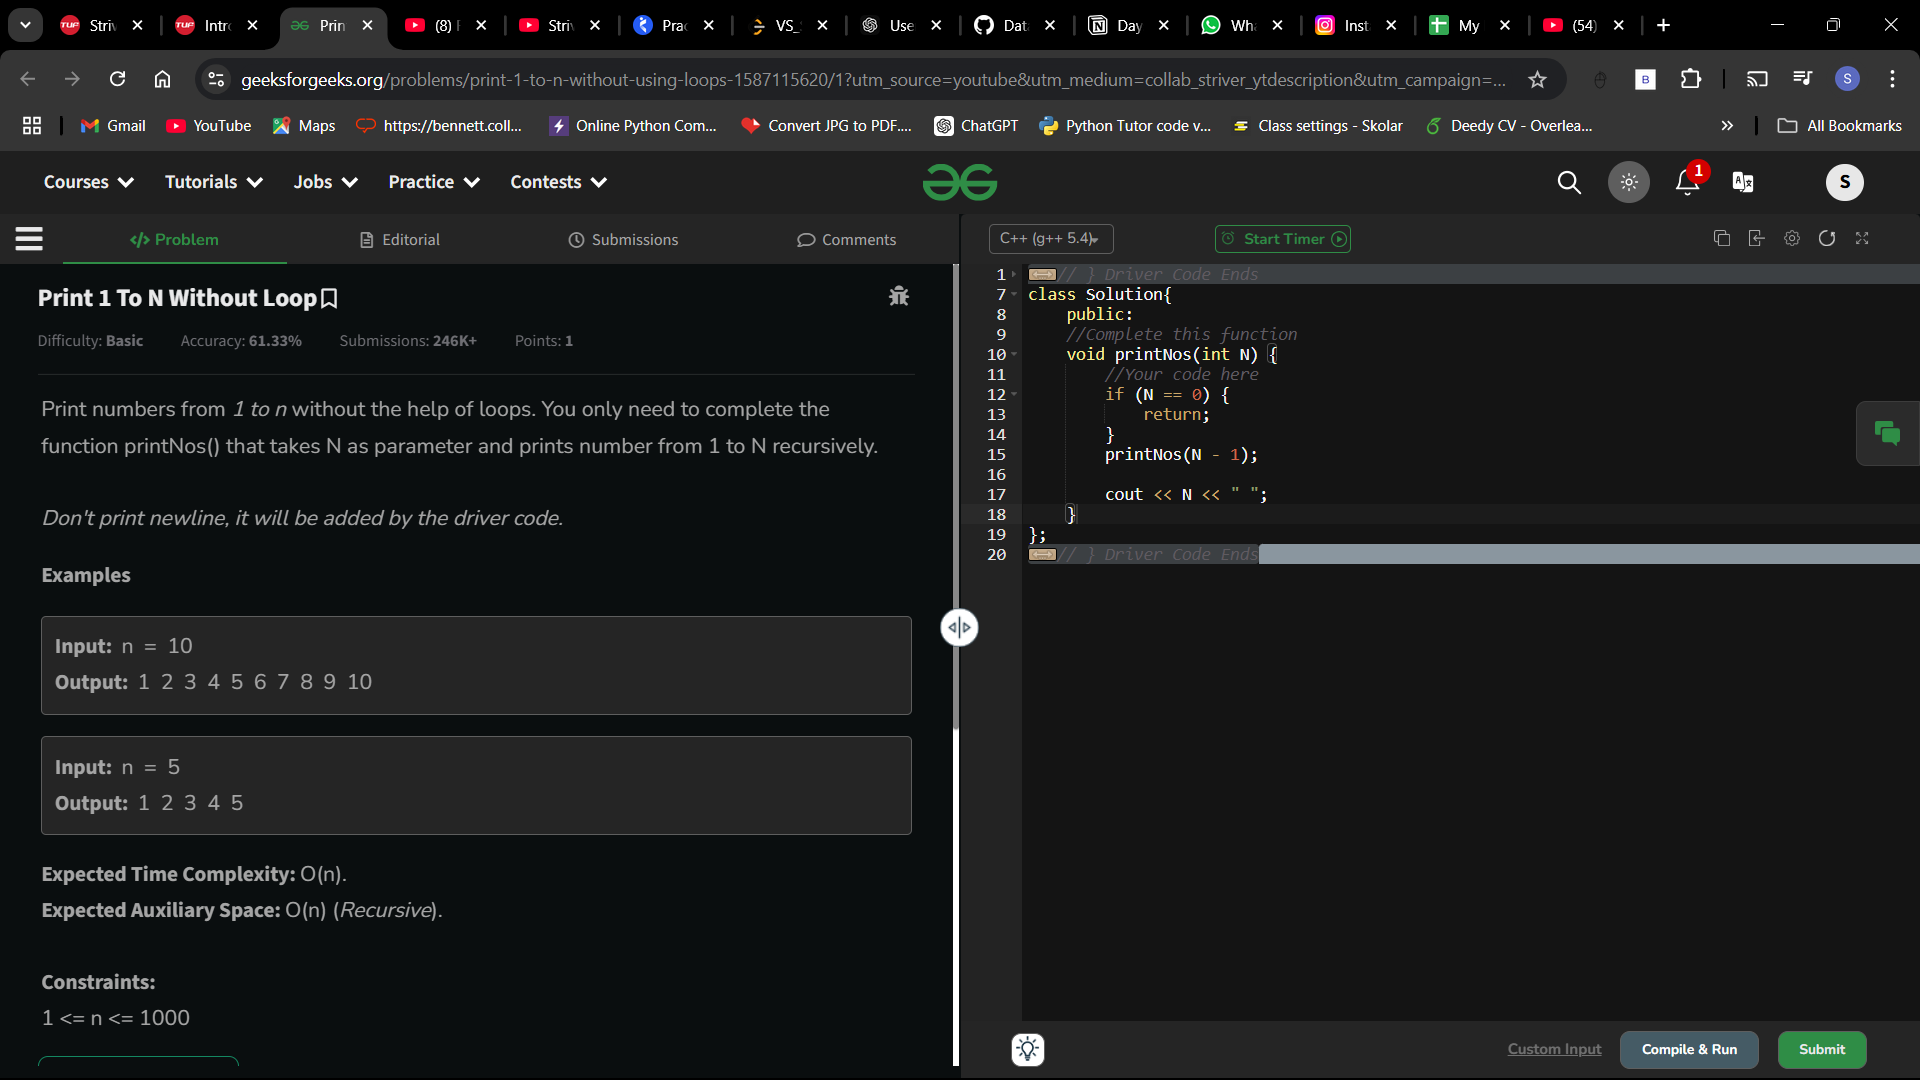 Striv
Intro
Prin
(8) F
Striv
Prac
VS_
Use
Data
Day
Wha
Inst
My
(54)
geeksforgeeks.org/problems/print-1-to-n-without-using-loops-1587115620/1?utm_source=youtube&utm_medium=collab_striver_ytdescription&utm_campaign=...
B
S
Gmail
YouTube
Maps
https://bennett.coll...
Online Python Com...
Convert JPG to PDF....
ChatGPT
Python Tutor code v...
Class settings - Skolar
Deedy CV - Overlea...
All Bookmarks
Courses
Tutorials
Jobs
Practice
Contests
1
S
Problem
Editorial
Submissions
Comments
C++ (g++ 5.4)
Start Timer
Print 1 To N Without Loop
Difficulty: Basic Accuracy: 61.33% Submissions: 246K+ Points: 1
Print numbers from 1 to n without the help of loops. You only need to complete the
function printNos() that takes N as parameter and prints number from 1 to N recursively.
Don't print newline, it will be added by the driver code.
Examples
Input: n = 10
Output: 1 2 3 4 5 6 7 8 9 10
Input: n = 5
Output: 1 2 3 4 5
Expected Time Complexity: O(n).
Expected Auxiliary Space: O(n) (Recursive).
Constraints:
1 <= n <= 1000
1 // } Driver Code Ends
7 class Solution{
8 public:
9 //Complete this function
10 void printNos(int N) {
11 //Your code here
12 if (N == 0) {
13 return;
14 }
15 printNos(N - 1);
16
17 cout << N << " ";
18 }
19 };
20 // } Driver Code Ends
Custom Input
Compile & Run
Submit